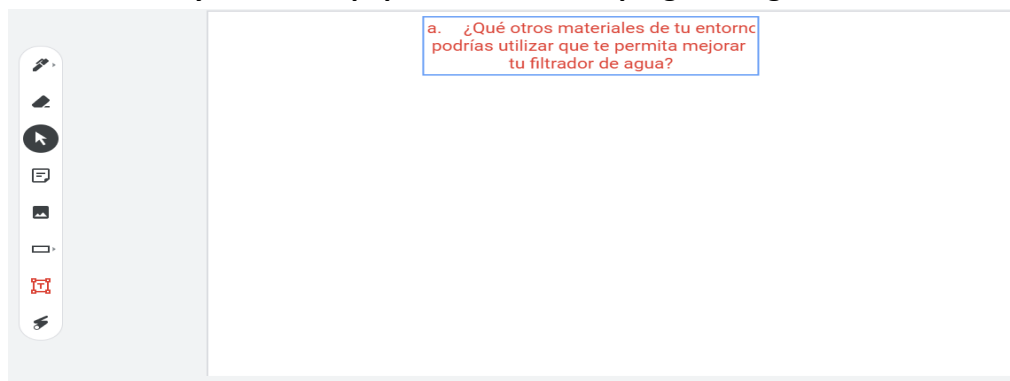 a. ¿Qué otros materiales de tu entorno
podrías utilizar que te permita mejorar
tu filtrador de agua?